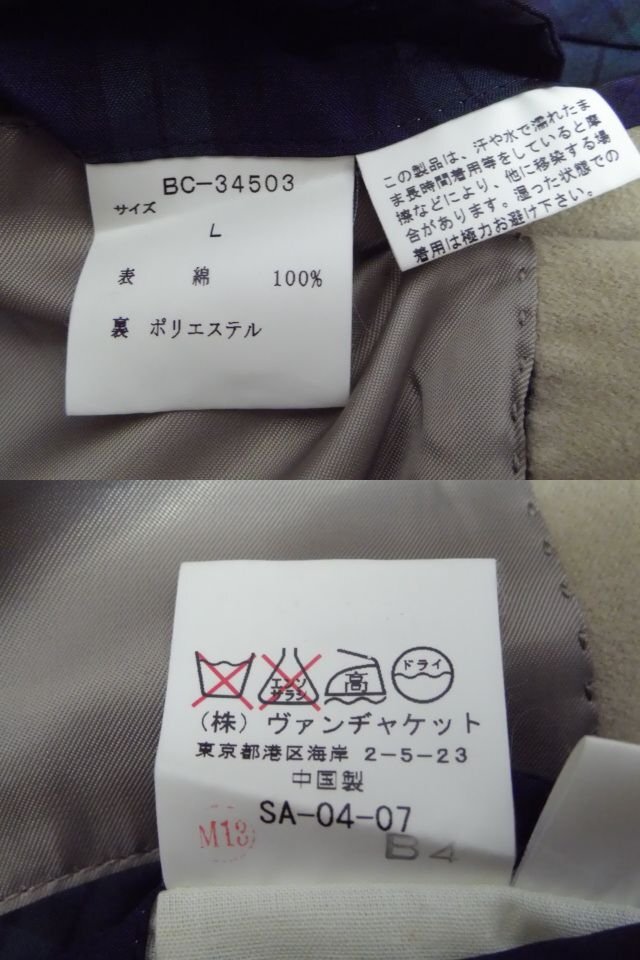 BC-34503
サイズ
L
表 綿 100%
裏 ポリエステル
この製品は、汗や水で濡れたま
ま長時間着用等をしていると摩
擦などにより、他に移染する場
合があります。湿った状態での
着用は極力お避け下さい。
エンソ
サラシ
高
ドライ
(株) ヴァンヂャケット
東京都港区海岸 2-5-23
中国製
SA-04-07
M13
B4